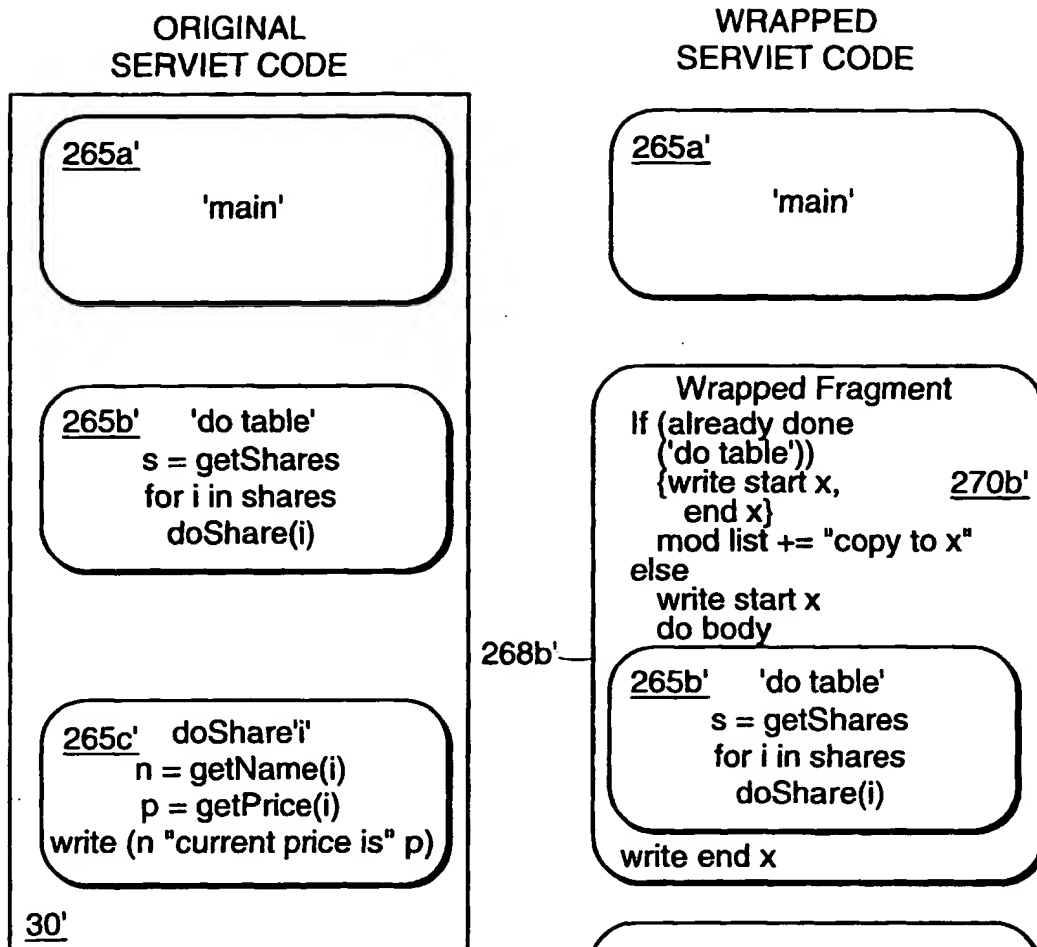 ORIGINAL
SERVIET CODE
265a'
'main'
265b' 'do table'
s = getShares
for i in shares
doShare(i)
265c' doShare'i'
n = getName(i)
p = getPrice(i)
write (n "current price is" p)
30'
WRAPPED
SERVIET CODE
265a'
'main'
Wrapped Fragment
If (already done
('do table'))
{write start x, 270b'
end x}
mod list += "copy to x"
else
write start x
do body
268b'
265b' 'do table'
s = getShares
for i in shares
doShare(i)
write end x